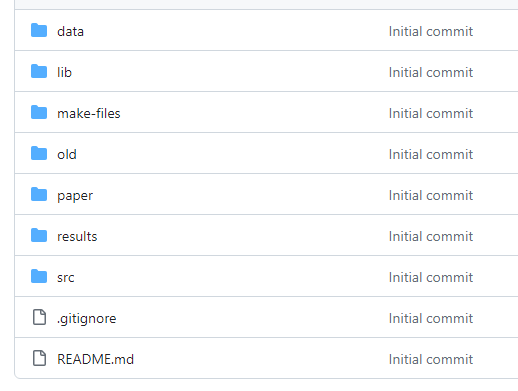 data Initial commit
lib Initial commit
make-files Initial commit
old Initial commit
paper Initial commit
results Initial commit
src Initial commit
.gitignore Initial commit
README.md Initial commit